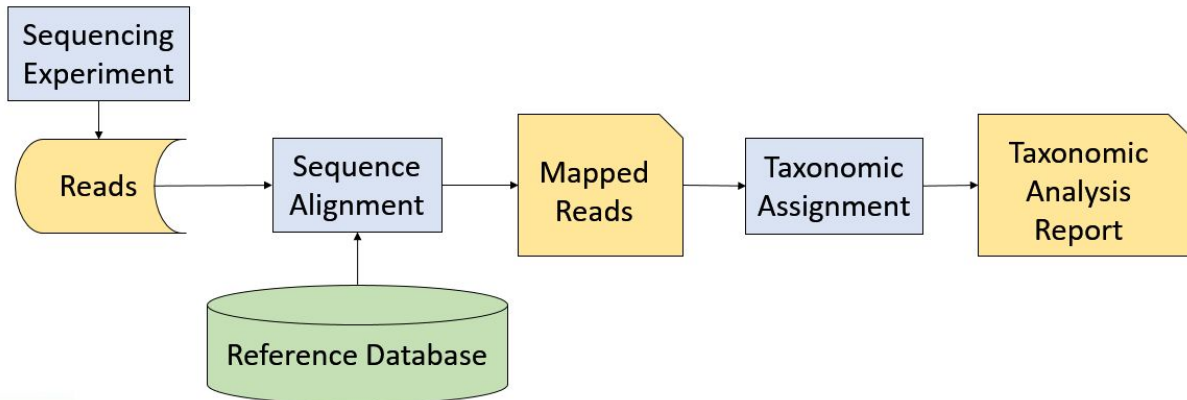 Sequencing
Experiment
Reads
Sequence
Alignment
Mapped
Reads
Taxonomic
Assignment
Taxonomic
Analysis
Report
Reference Database